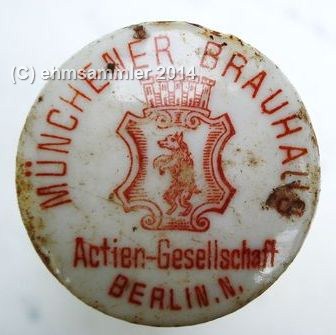 MÜNCHENER BRAUHAUS
(C) ehmsammler 2014
Actien-Gesellschaft
BERLIN.N.